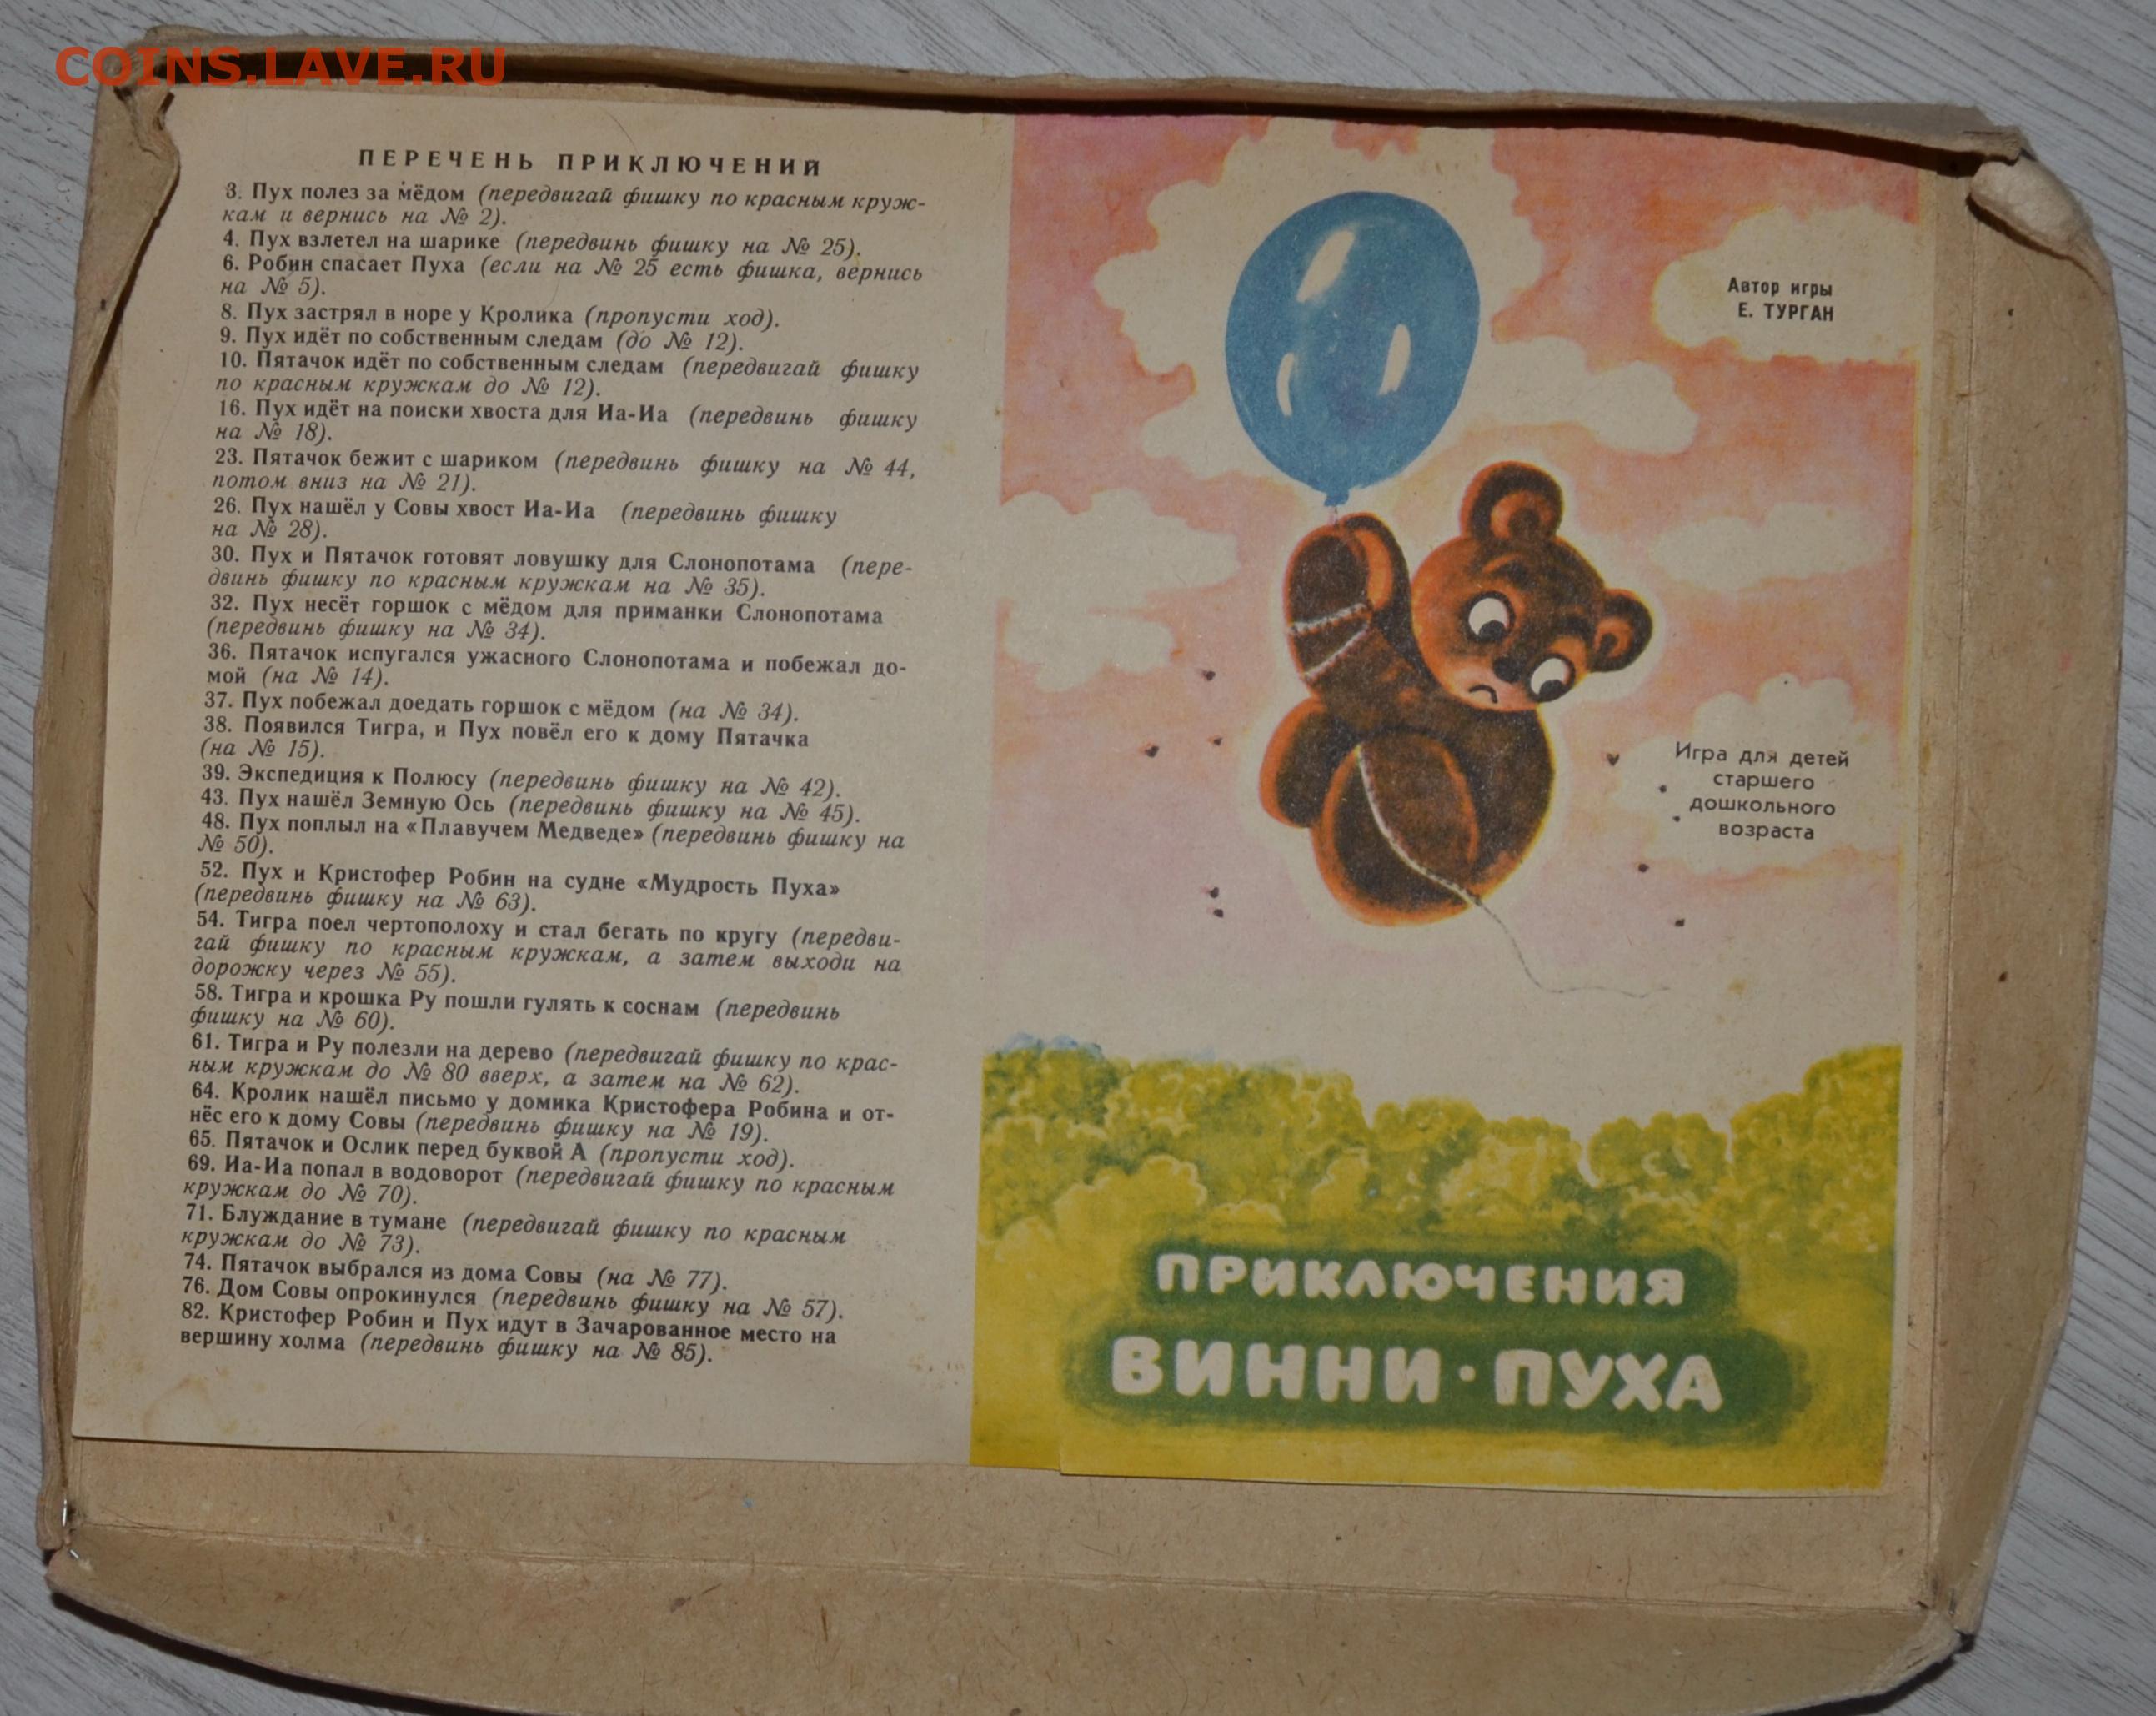 COINS.LAVE.RU
ПЕРЕЧЕНЬ ПРИКЛЮЧЕНИЙ
3. Пух полез за мёдом (передвигай фишку по красным круж-
кам и вернись на № 2).
4. Пух взлетел на шарике (передвинь фишку на № 25).
6. Робин спасает Пуха (если на № 25 есть фишка, вернись
на № 5).
8. Пух застрял в норе у Кролика (пропусти ход).
9. Пух идёт по собственным следам (до № 12).
10. Пятачок идёт по собственным следам (передвигай фишку
по красным кружкам до № 12).
16. Пух идёт на поиски хвоста для Иа-Иа (передвинь фишку
на № 18).
23. Пятачок бежит с шариком (передвинь фишку на № 44,
потом вниз на № 21).
26. Пух нашёл у Совы хвост Иа-Иа (передвинь фишку
на № 28).
30. Пух и Пятачок готовят ловушку для Слонопотама (пере-
двинь фишку по красным кружкам на № 35).
32. Пух несёт горшок с мёдом для приманки Слонопотама
(передвинь фишку на № 34).
36. Пятачок испугался ужасного Слонопотама и побежал до-
мой (на № 14).
37. Пух побежал доедать горшок с мёдом (на № 34).
38. Появился Тигра, и Пух повёл его к дому Пятачка
(на № 15).
39. Экспедиция к Полюсу (передвинь фишку на № 42).
43. Пух нашёл Земную Ось (передвинь фишку на № 45).
48. Пух поплыл на «Плавучем Медведе» (передвинь фишку на
№ 50).
52. Пух и Кристофер Робин на судне «Мудрость Пуха»
(передвинь фишку на № 63).
54. Тигра поел чертополоху и стал бегать по кругу (передви-
гай фишку по красным кружкам, а затем выходи на
дорожку через № 55).
58. Тигра и крошка Ру пошли гулять к соснам (передвинь
фишку на № 60).
61. Тигра и Ру полезли на дерево (передвигай фишку по крас-
ным кружкам до № 80 вверх, а затем на № 62).
64. Кролик нашёл письмо у домика Кристофера Робина и от-
нёс его к дому Совы (передвинь фишку на № 19).
65. Пятачок и Ослик перед буквой А (пропусти ход).
69. Иа-Иа попал в водоворот (передвигай фишку по красным
кружкам до № 70).
71. Блуждание в тумане (передвигай фишку по красным
кружкам до № 73).
74. Пятачок выбрался из дома Совы (на № 77).
76. Дом Совы опрокинулся (передвинь фишку на № 57).
82. Кристофер Робин и Пух идут в Зачарованное место на
вершину холма (передвинь фишку на № 85).
Автор игры
Е. ТУРГАН
Игра для детей
старшего
дошкольного
возраста
ПРИКЛЮЧЕНИЯ
ВИННИ·ПУХА